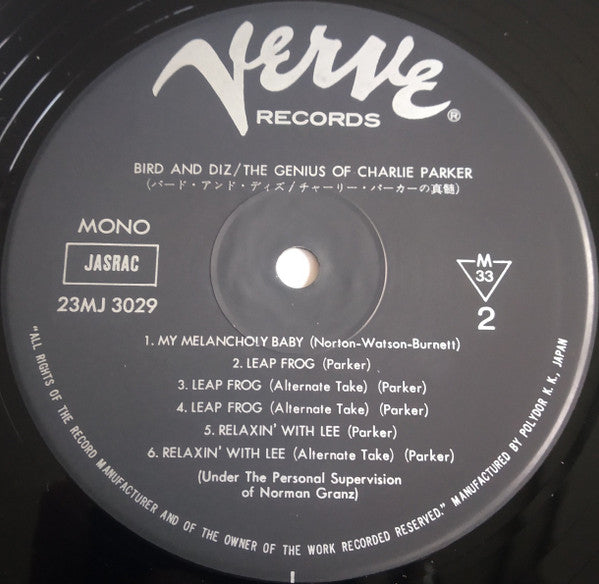 Verve
RECORDS ®
BIRD AND DIZ/THE GENIUS OF CHARLIE PARKER
(バード・アンド・ディズ/チャーリー・パーカーの真髄)
MONO
JASRAC
23MJ 3029
M
33
2
1. MY MELANCHOLY BABY (Norton-Watson-Burnett)
2. LEAP FROG (Parker)
3. LEAP FROG (Alternate Take) (Parker)
4. LEAP FROG (Alternate Take) (Parker)
5. RELAXIN' WITH LEE (Parker)
6. RELAXIN' WITH LEE (Alternate Take) (Parker)
(Under The Personal Supervision
of Norman Granz)
"ALL RIGHTS OF THE RECORD MANUFACTURER AND OF THE OWNER OF THE WORK RECORDED RESERVED." MANUFACTURED BY POLYDOR K. K., JAPAN